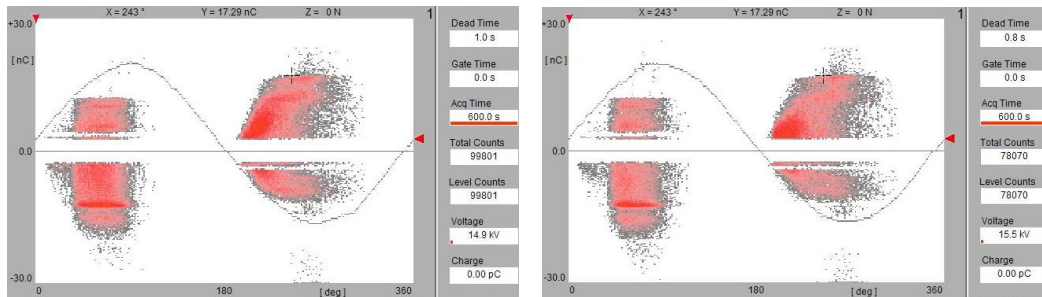 X = 243 °   Y = 17.29 nC   Z = 0 N
1
+30.0
[ nC ]
0.0
-30.0
0
180
[ deg ]
360
Dead Time
1.0 s
Gate Time
0.0 s
Acq Time
600.0 s
Total Counts
99801
Level Counts
99801
Voltage
14.9 kV
Charge
0.00 pC
X = 243 °   Y = 17.29 nC   Z = 0 N
1
+30.0
[ nC ]
0.0
-30.0
0
180
[ deg ]
360
Dead Time
0.8 s
Gate Time
0.0 s
Acq Time
600.0 s
Total Counts
78070
Level Counts
78070
Voltage
15.5 kV
Charge
0.00 pC